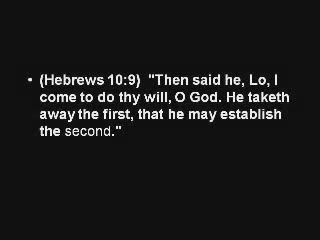 • (Hebrews 10:9)  "Then said he, Lo, I
come to do thy will, O God. He taketh
away the first, that he may establish
the second."